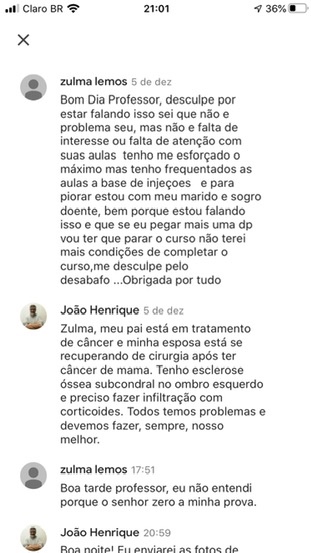 Claro BR 21:01 36%
zulma lemos 5 de dez
Bom Dia Professor, desculpe por
estar falando isso sei que não e
problema seu, mas não e falta de
interesse ou falta de atenção com
suas aulas tenho me esforçado o
máximo mas tenho frequentados as
aulas a base de injeçoes e para
piorar estou com meu marido e sogro
doente, bem porque estou falando
isso e que se eu pegar mais uma dp
vou ter que parar o curso não terei
mais condições de completar o
curso,me desculpe pelo
desabafo ...Obrigada por tudo
João Henrique 5 de dez
Zulma, meu pai está em tratamento
de câncer e minha esposa está se
recuperando de cirurgia após ter
câncer de mama. Tenho esclerose
óssea subcondral no ombro esquerdo
e preciso fazer infiltração com
corticoides. Todos temos problemas e
devemos fazer, sempre, nosso
melhor.
zulma lemos 17:51
Boa tarde professor, eu não entendi
porque o senhor zero a minha prova.
João Henrique 20:59
Boa noite! Eu enviarei as fotos de